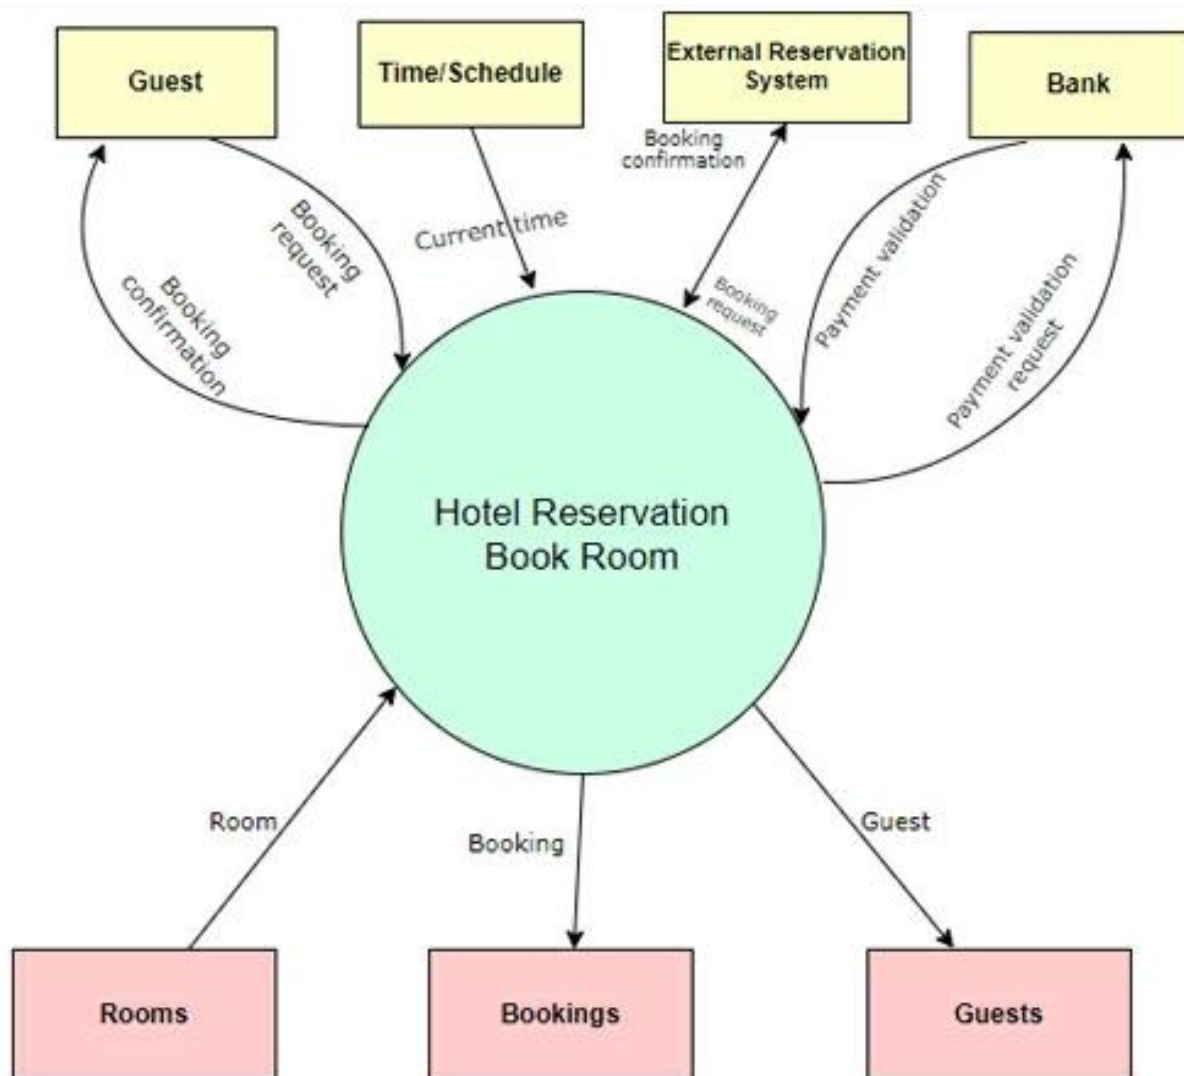 Guest
Time/Schedule
External Reservation
System
Bank
Booking
confirmation
Booking
request
Current time
Booking
confirmation
Booking
request
Payment validation
Payment validation
request
Hotel Reservation
Book Room
Room
Booking
Guest
Rooms
Bookings
Guests